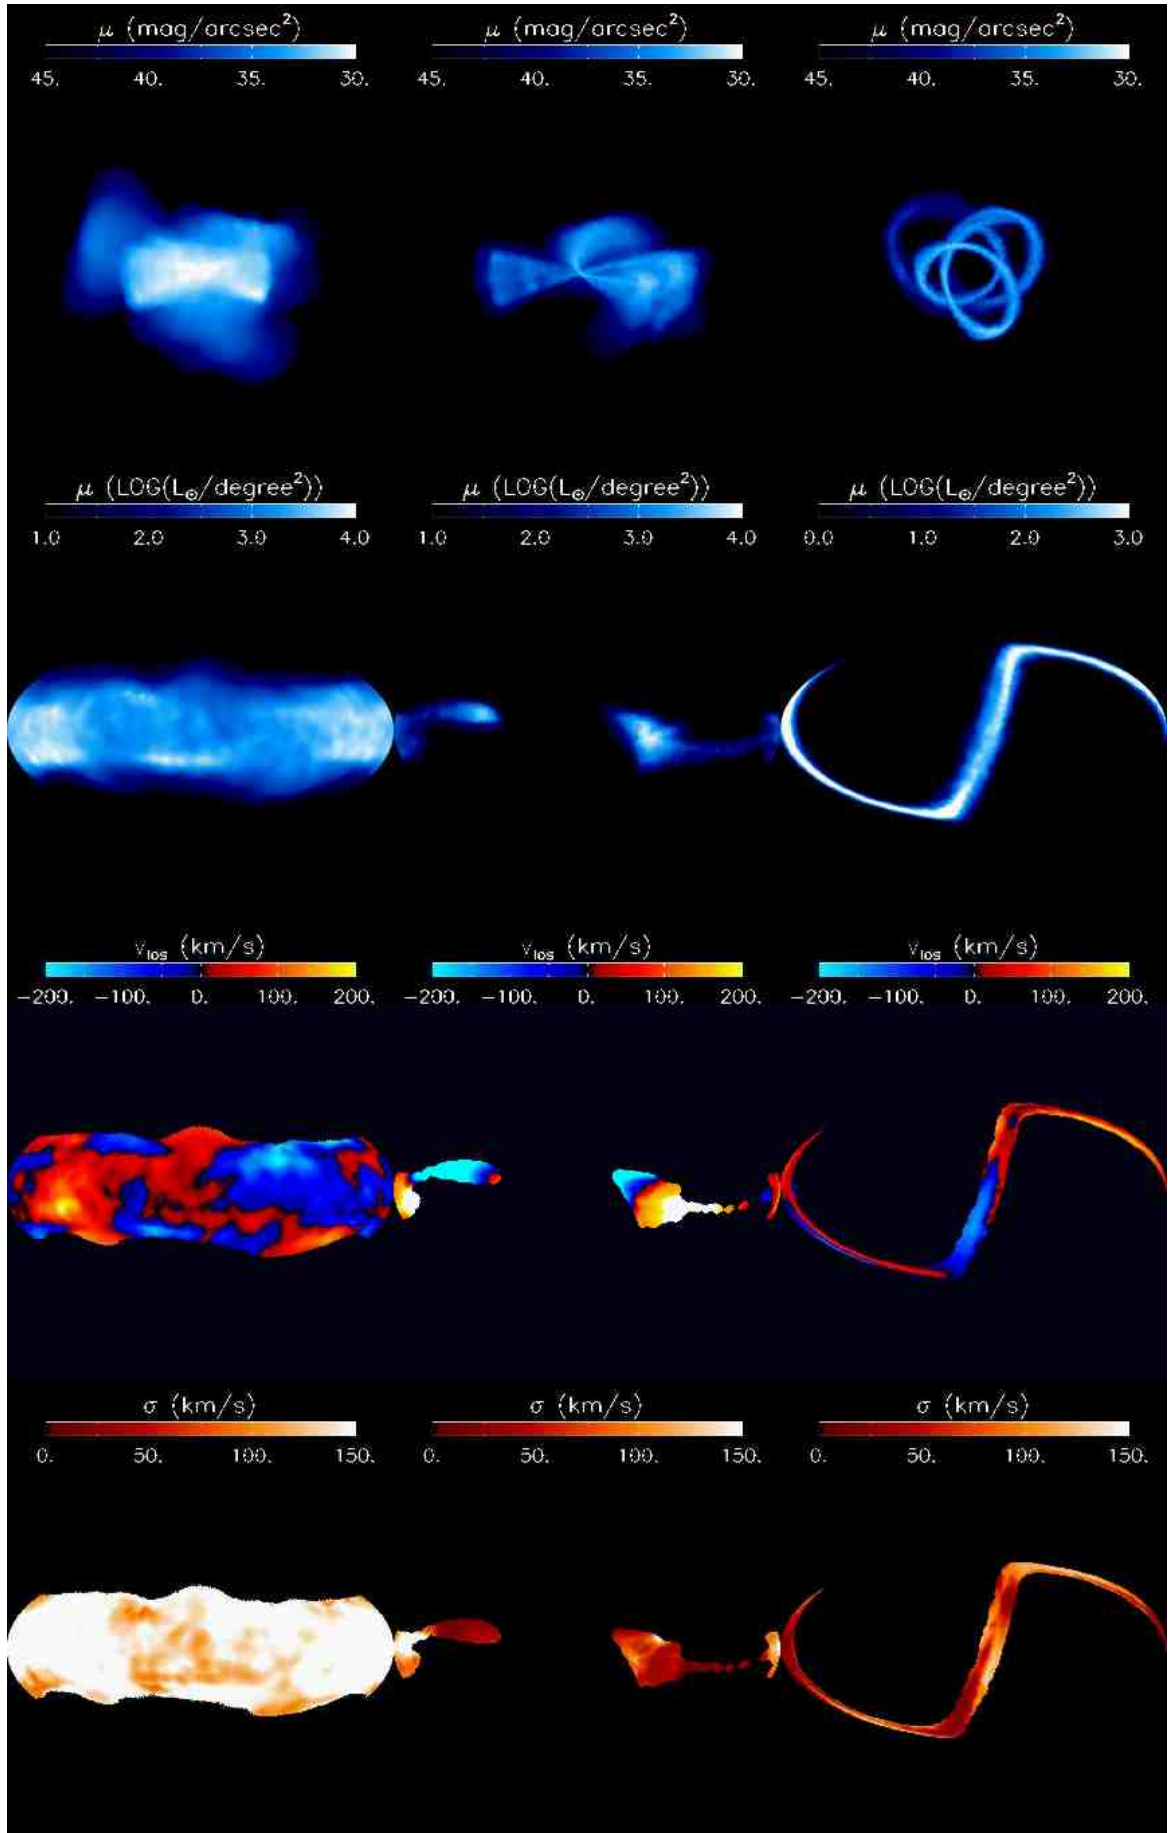 μ (mag/arcsec²) μ (mag/arcsec²) μ (mag/arcsec²)
45. 40. 35. 30. 45. 40. 35. 30. 45. 40. 35. 30.
μ (LOG(L⊙/degree²)) μ (LOG(L⊙/degree²)) μ (LOG(L⊙/degree²))
1.0 2.0 3.0 4.0 1.0 2.0 3.0 4.0 0.0 1.0 2.0 3.0
v_los (km/s) v_los (km/s) v_los (km/s)
−200. −100. 0. 100. 200. −200. −100. 0. 100. 200. −200. −100. 0. 100. 200.
σ (km/s) σ (km/s) σ (km/s)
0. 50. 100. 150. 0. 50. 100. 150. 0. 50. 100. 150.